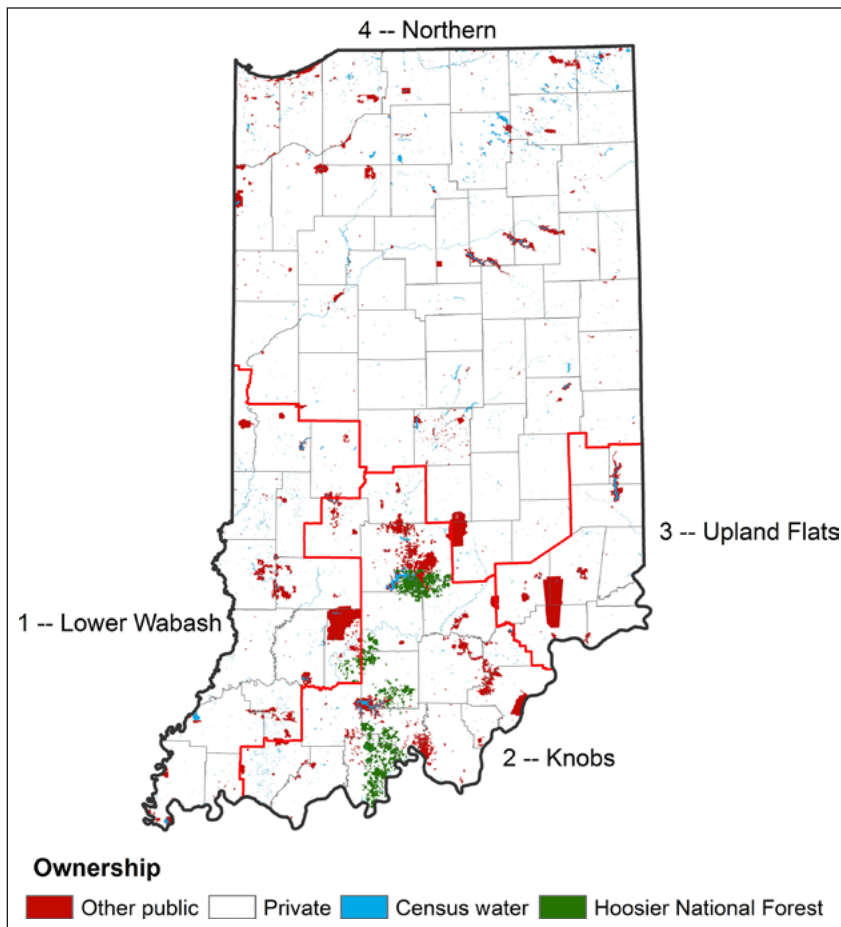 4 -- Northern
3 -- Upland Flats
1 -- Lower Wabash
2 -- Knobs
Ownership
Other public Private Census water Hoosier National Forest